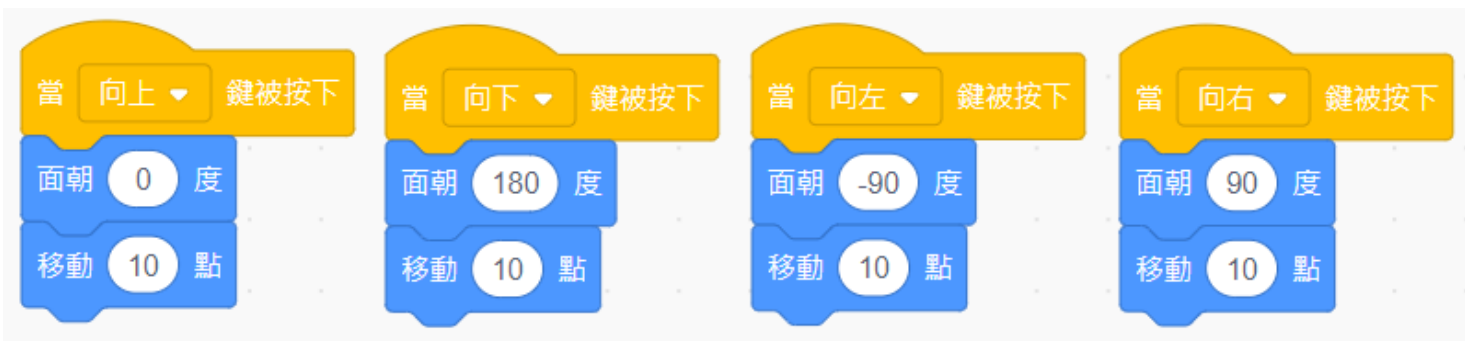 當 向上 鍵被按下
面朝 0 度
移動 10 點
當 向下 鍵被按下
面朝 180 度
移動 10 點
當 向左 鍵被按下
面朝 -90 度
移動 10 點
當 向右 鍵被按下
面朝 90 度
移動 10 點